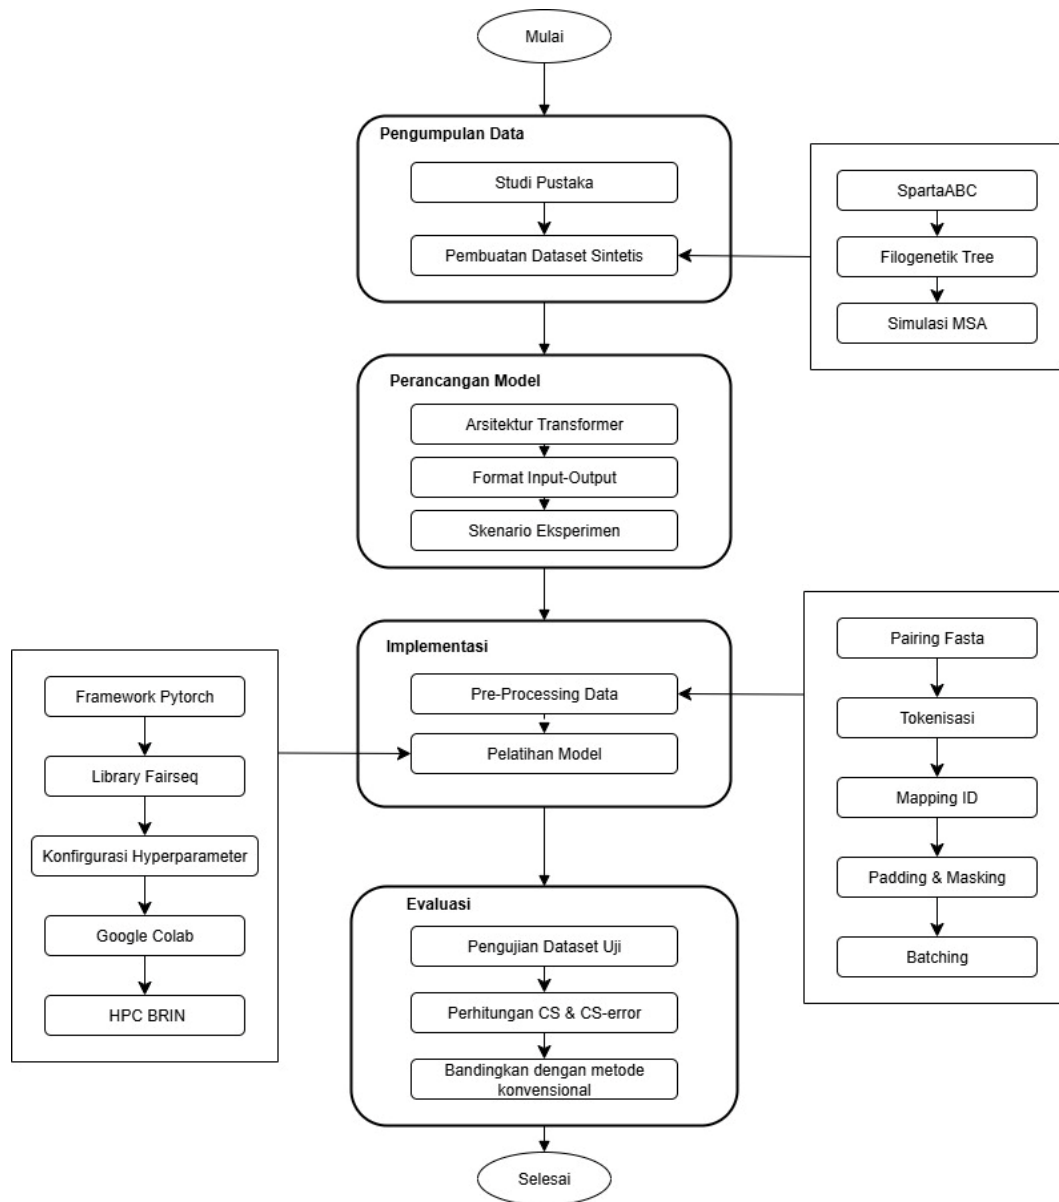 Mulai
Pengumpulan Data
Studi Pustaka
Pembuatan Dataset Sintetis
SpartaABC
Filogenetik Tree
Simulasi MSA
Perancangan Model
Arsitektur Transformer
Format Input-Output
Skenario Eksperimen
Implementasi
Pre-Processing Data
Pelatihan Model
Framework Pytorch
Library Fairseq
Konfirgurasi Hyperparameter
Google Colab
HPC BRIN
Pairing Fasta
Tokenisasi
Mapping ID
Padding & Masking
Batching
Evaluasi
Pengujian Dataset Uji
Perhitungan CS & CS-error
Bandingkan dengan metode
konvensional
Selesai